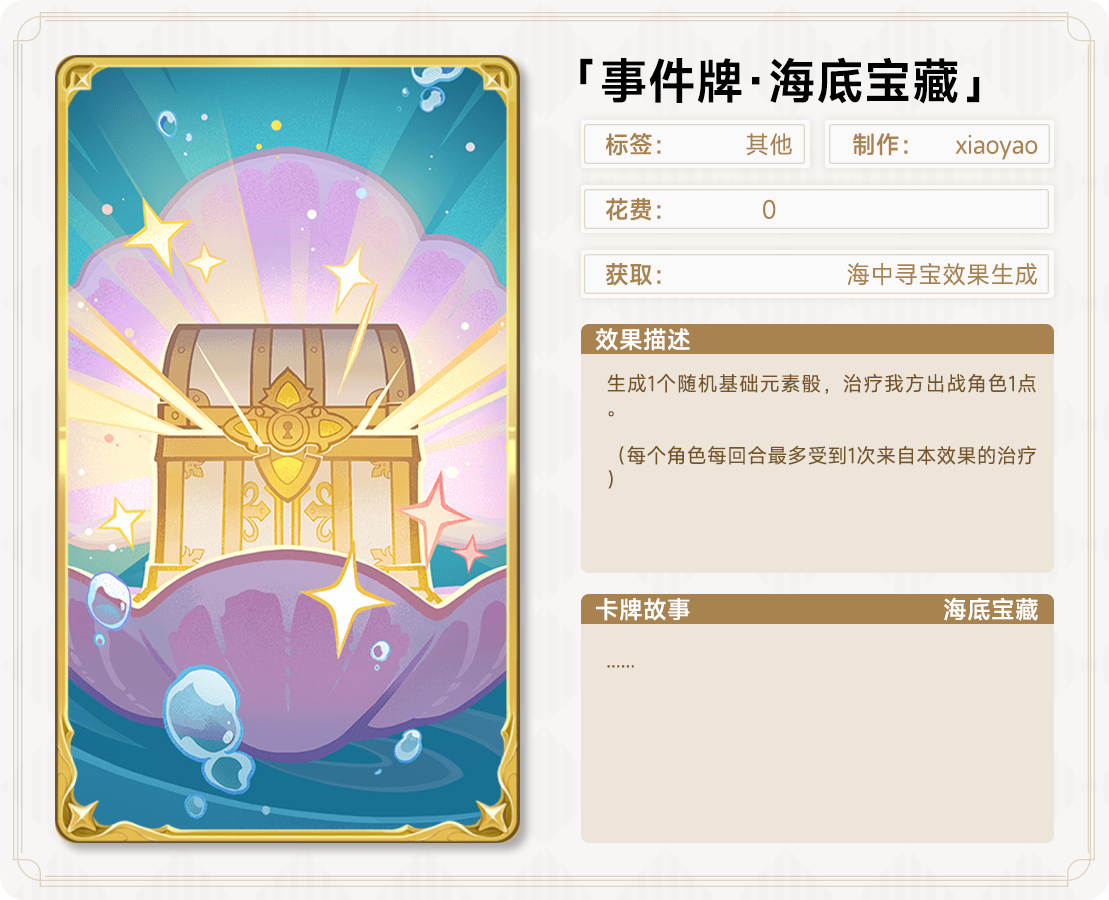 「事件牌·海底宝藏」
标签： 其他
制作： xiaoyao
花费： 0
获取： 海中寻宝效果生成
效果描述
生成1个随机基础元素骰，治疗我方出战角色1点
。
（每个角色每回合最多受到1次来自本效果的治疗
）
卡牌故事 海底宝藏
......